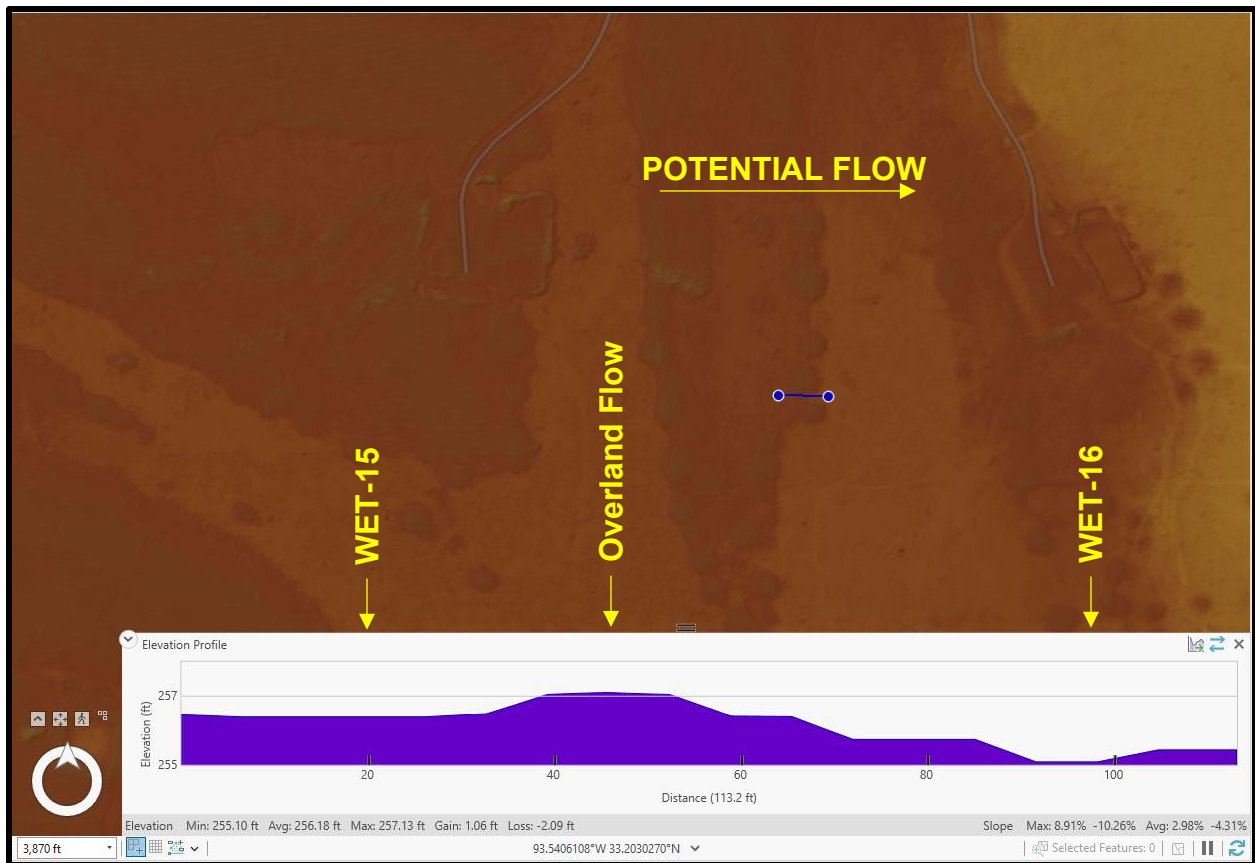 POTENTIAL FLOW
WET-15
Overland Flow
WET-16
Elevation Profile
Elevation (ft)
257
255
20
40
60
80
100
Distance (113.2 ft)
Elevation Min: 255.10 ft Avg: 256.18 ft Max: 257.13 ft Gain: 1.06 ft Loss: -2.09 ft
Slope Max: 8.91% -10.26% Avg: 2.98% -4.31%
3,870 ft
93.5406108°W 33.2030270°N
Selected Features: 0